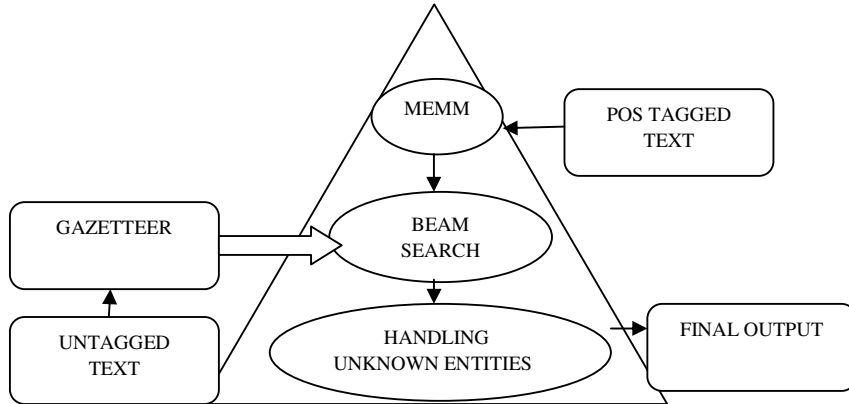 MEMM
POS TAGGED
TEXT
GAZETTEER
BEAM
SEARCH
UNTAGGED
TEXT
HANDLING
UNKNOWN ENTITIES
FINAL OUTPUT